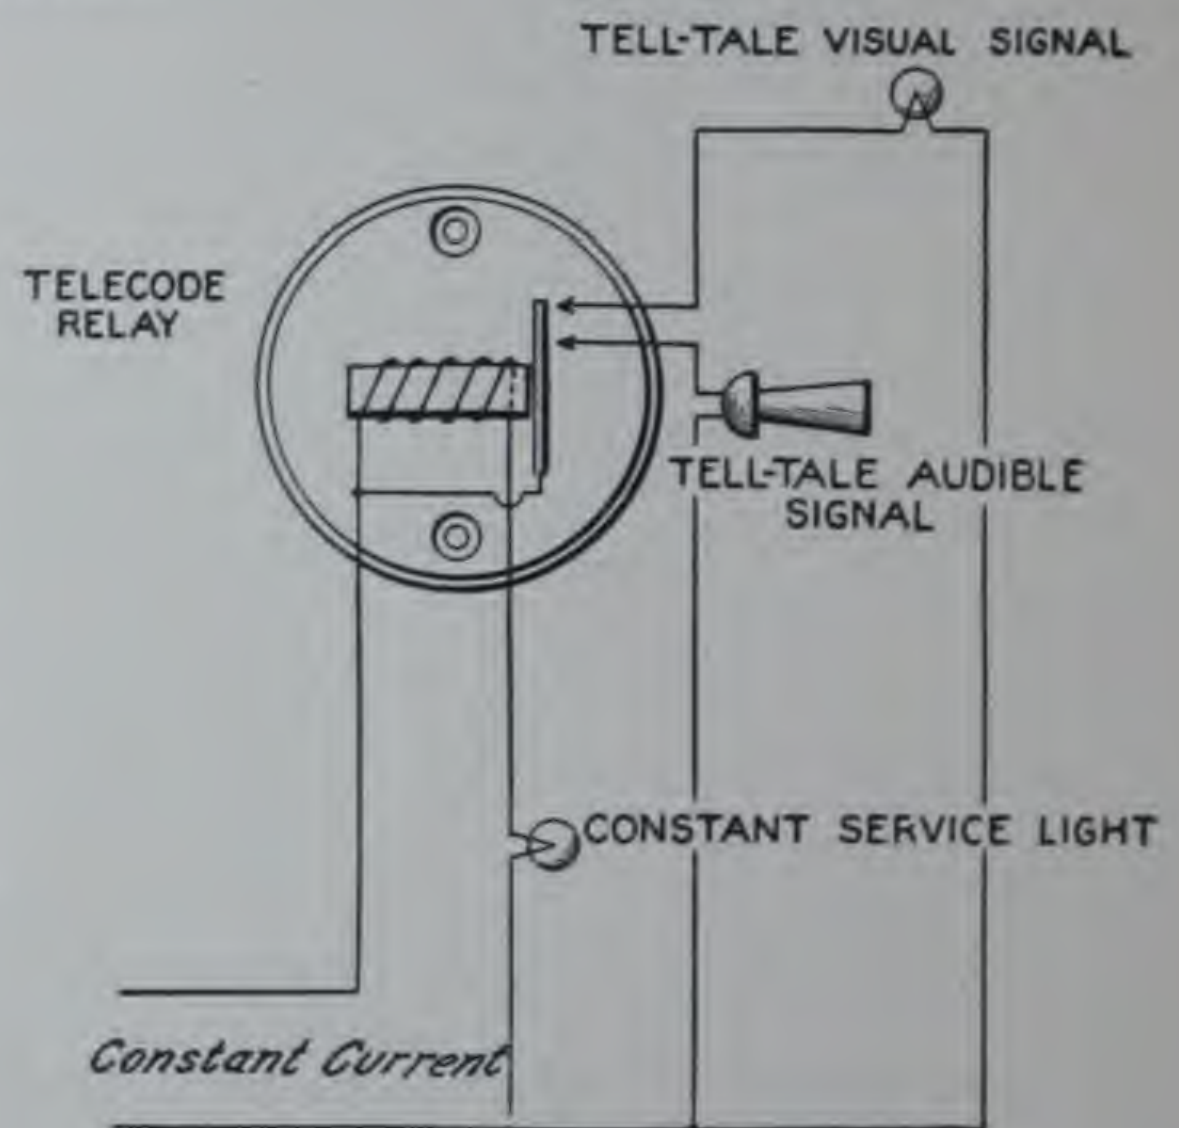 TELL-TALE VISUAL SIGNAL
TELECODE
RELAY
TELL-TALE AUDIBLE
SIGNAL
CONSTANT SERVICE LIGHT
Constant Current